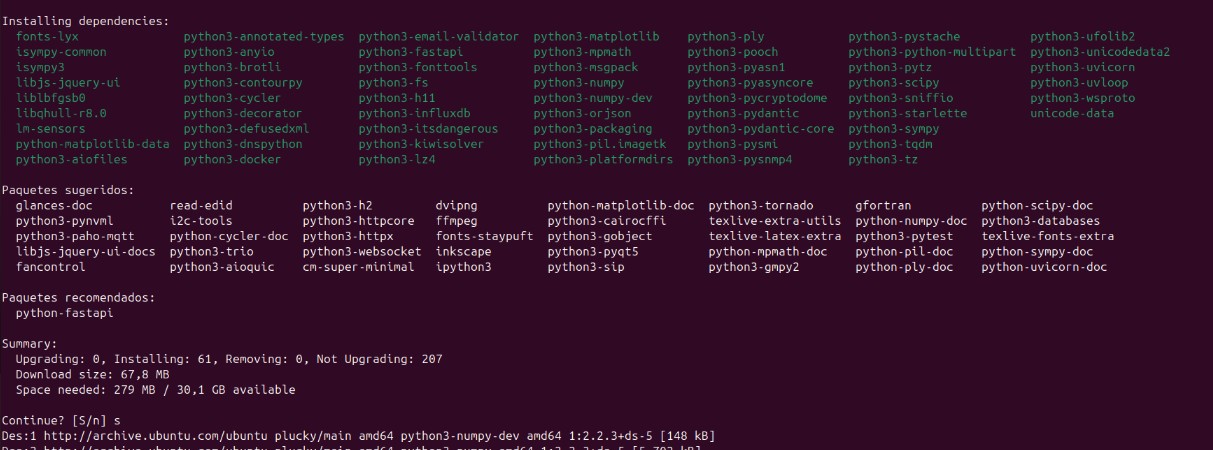 Installing dependencies:
fonts-lyx python3-annotated-types python3-email-validator python3-matplotlib python3-ply python3-pystache python3-ufolib2
isympy-common python3-anyio python3-fastapi python3-mpmath python3-pooch python3-python-multipart python3-unicodedata2
isympy3 python3-brotli python3-fonttools python3-msgpack python3-pyasn1 python3-pytz python3-uvicorn
libjs-jquery-ui python3-contourpy python3-fs python3-numpy python3-pyasyncore python3-scipy python3-uvloop
liblbfgsb0 python3-cycler python3-h11 python3-numpy-dev python3-pycryptodome python3-sniffio python3-wsproto
libqhull-r8.0 python3-decorator python3-influxdb python3-orjson python3-pydantic python3-starlette unicode-data
lm-sensors python3-defusedxml python3-itsdangerous python3-packaging python3-pydantic-core python3-sympy
python-matplotlib-data python3-dnspython python3-kiwisolver python3-pil.imagetk python3-pysmi python3-tqdm
python3-aiofiles python3-docker python3-lz4 python3-platformdirs python3-pysnmp4 python3-tz
Paquetes sugeridos:
glances-doc read-edid python3-h2 dvipng python-matplotlib-doc python3-tornado gfortran python-scipy-doc
python3-pynvml i2c-tools python3-httpcore ffmpeg python3-cairocffi texlive-extra-utils python-numpy-doc python3-databases
python3-paho-mqtt python-cycler-doc python3-httpx fonts-staypuft python3-gobject texlive-latex-extra python3-pytest texlive-fonts-extra
libjs-jquery-ui-docs python3-trio python3-websocket inkscape python3-pyqt5 python-mpmath-doc python-pil-doc python-sympy-doc
fancontrol python3-aioquic cm-super-minimal ipython3 python3-sip python3-gmpy2 python-ply-doc python-uvicorn-doc
Paquetes recomendados:
python-fastapi
Summary:
Upgrading: 0, Installing: 61, Removing: 0, Not Upgrading: 207
Download size: 67,8 MB
Space needed: 279 MB / 30,1 GB available
Continue? [S/n] s
Des:1 http://archive.ubuntu.com/ubuntu plucky/main amd64 python3-numpy-dev amd64 1:2.2.3+ds-5 [148 kB]